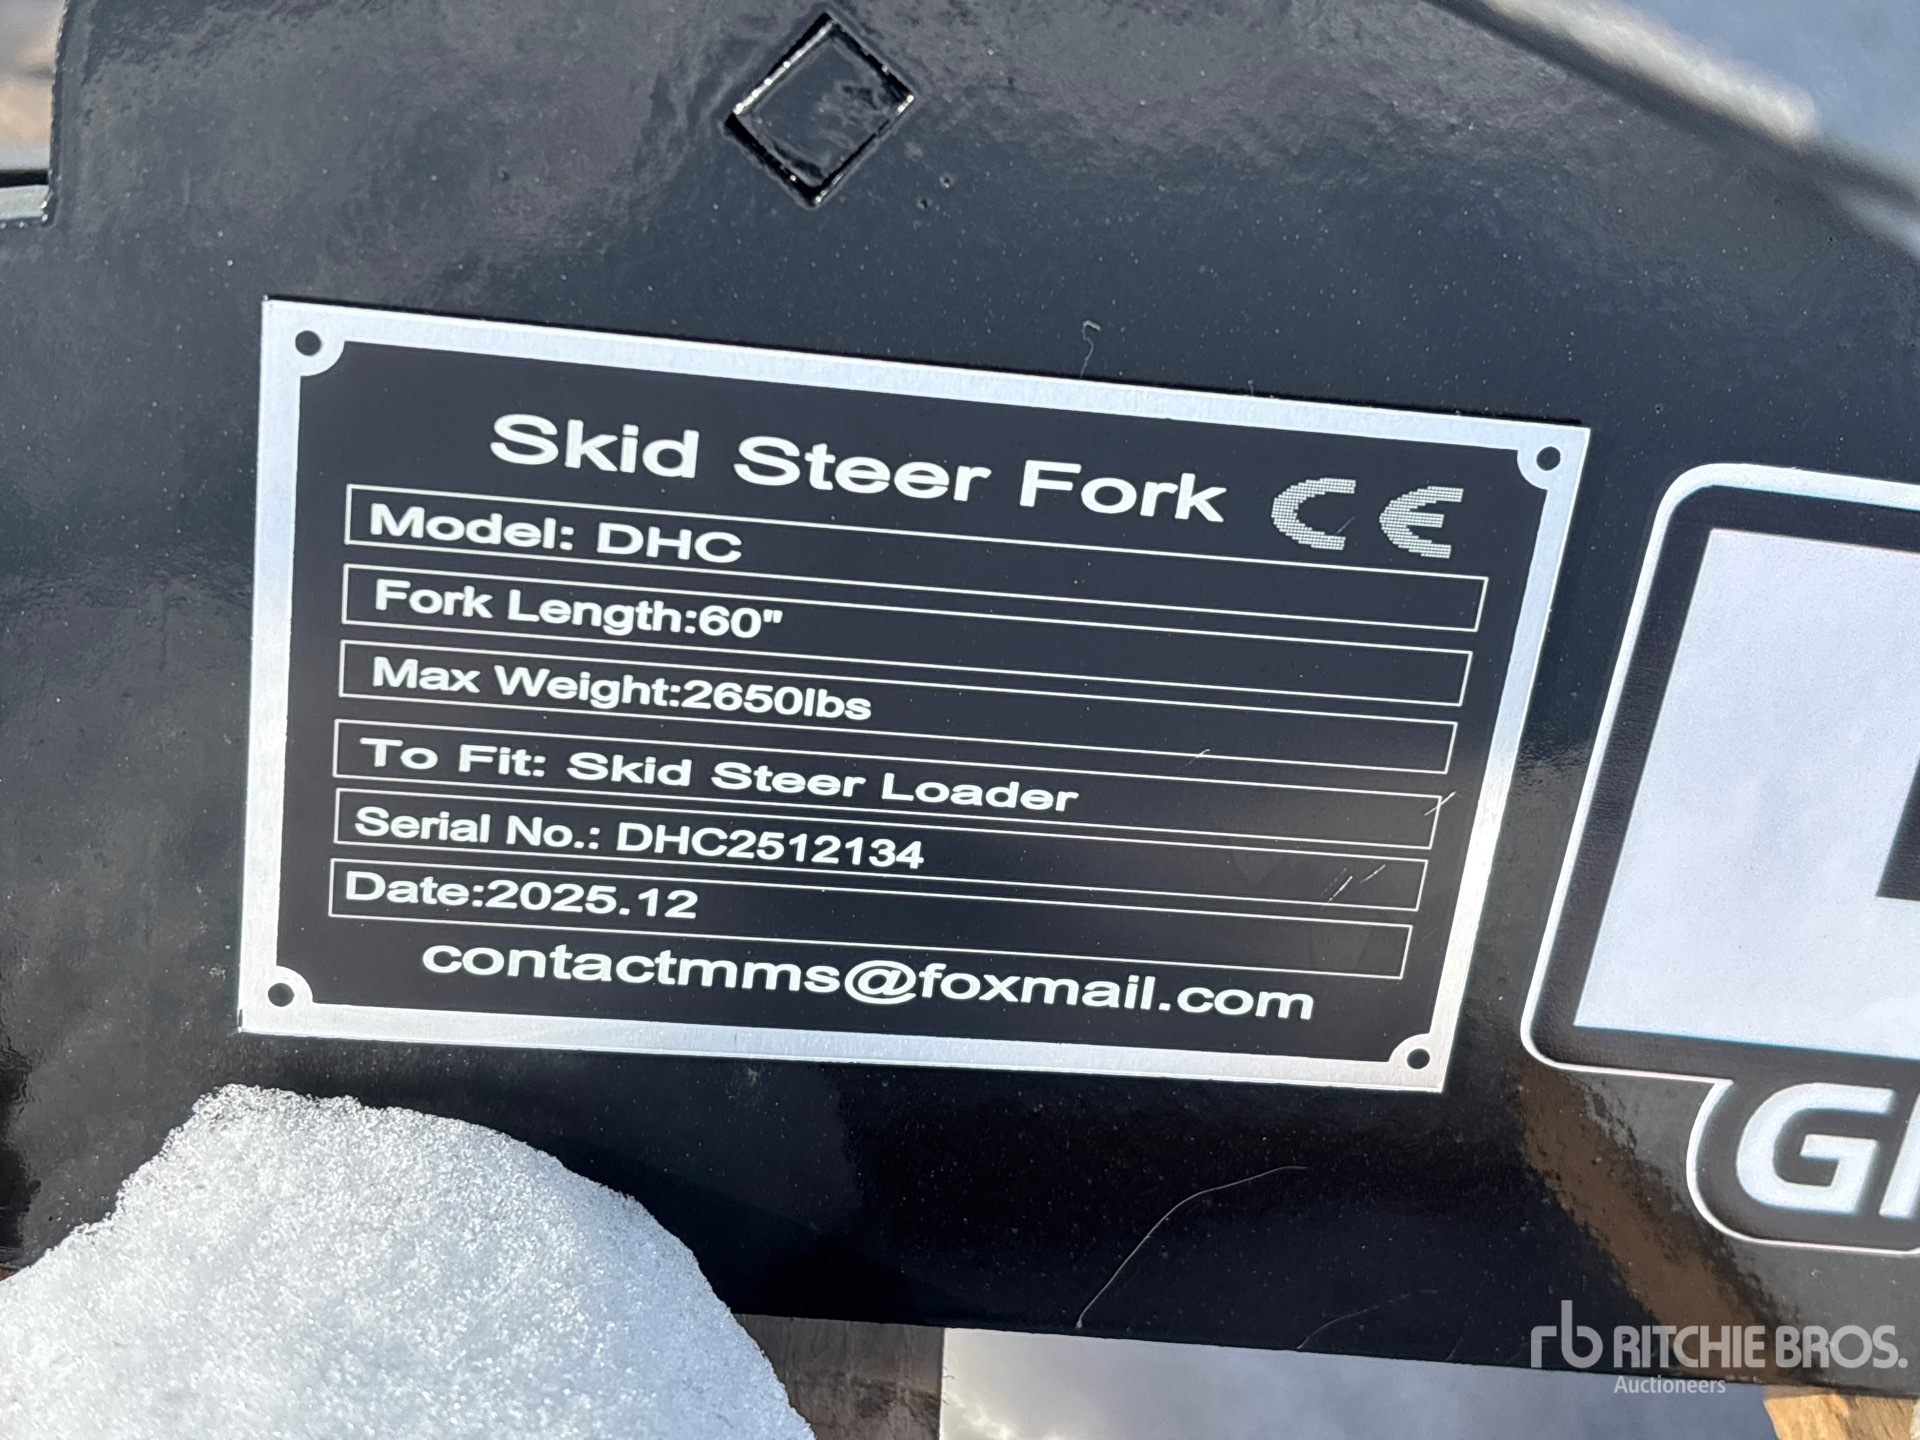 Skid Steer Fork CE
Model: DHC
Fork Length:60"
Max Weight:2650lbs
To Fit: Skid Steer Loader
Serial No.: DHC2512134
Date:2025.12
contactmms@foxmail.com
rb RITCHIE BROS.
Auctioneers